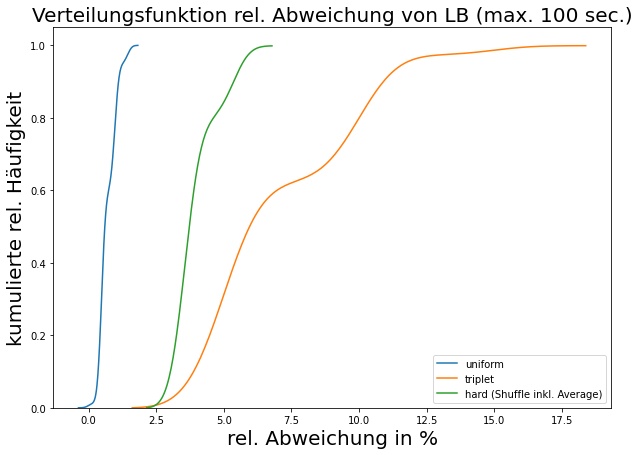 Verteilungsfunktion rel. Abweichung von LB (max. 100 sec.)
kumulierte rel. Häufigkeit
1.0
0.8
0.6
0.4
0.2
0.0
uniform
triplet
hard (Shuffle inkl. Average)
0.0 2.5 5.0 7.5 10.0 12.5 15.0 17.5
rel. Abweichung in %